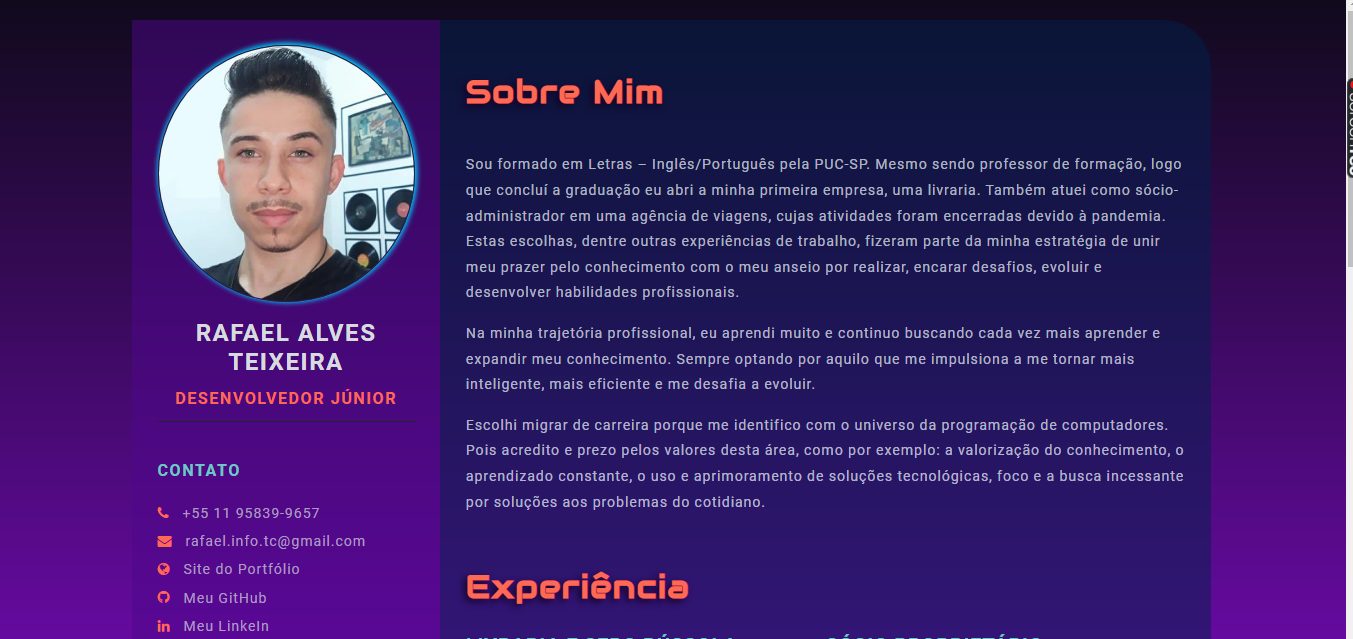 RAFAEL ALVES
TEIXEIRA
DESENVOLVEDOR JÚNIOR
CONTATO
+55 11 95839-9657
rafael.info.tc@gmail.com
Site do Portfólio
Meu GitHub
Meu LinkeIn
Sobre Mim
Sou formado em Letras – Inglês/Português pela PUC-SP. Mesmo sendo professor de formação, logo
que concluí a graduação eu abri a minha primeira empresa, uma livraria. Também atuei como sócio-
administrador em uma agência de viagens, cujas atividades foram encerradas devido à pandemia.
Estas escolhas, dentre outras experiências de trabalho, fizeram parte da minha estratégia de unir
meu prazer pelo conhecimento com o meu anseio por realizar, encarar desafios, evoluir e
desenvolver habilidades profissionais.
Na minha trajetória profissional, eu aprendi muito e continuo buscando cada vez mais aprender e
expandir meu conhecimento. Sempre optando por aquilo que me impulsiona a me tornar mais
inteligente, mais eficiente e me desafia a evoluir.
Escolhi migrar de carreira porque me identifico com o universo da programação de computadores.
Pois acredito e prezo pelos valores desta área, como por exemplo: a valorização do conhecimento, o
aprendizado constante, o uso e aprimoramento de soluções tecnológicas, foco e a busca incessante
por soluções aos problemas do cotidiano.
Experiência